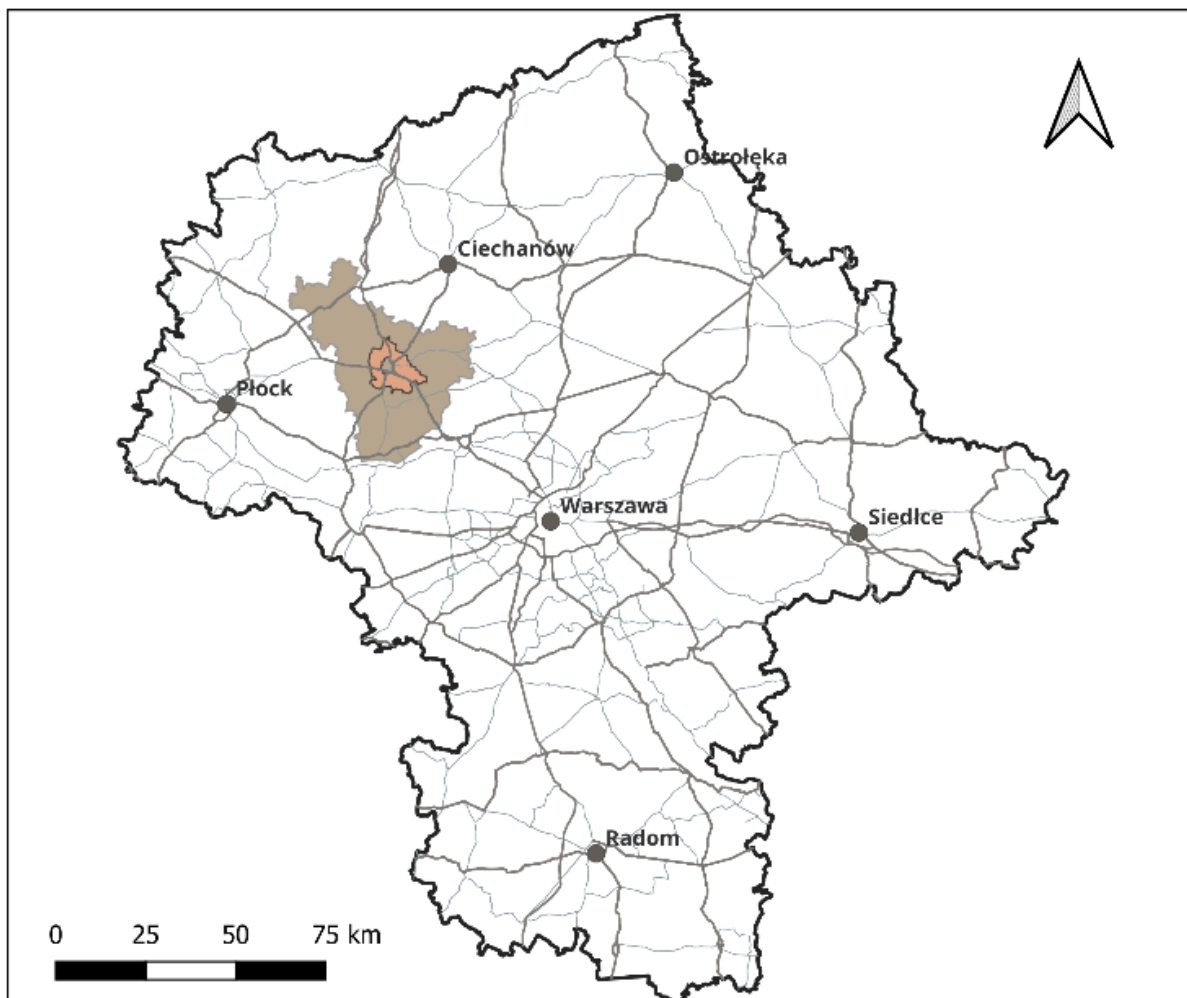 Ostrołęka
Ciechanów
Płock
Warszawa
Siedlce
Radom
0 25 50 75 km